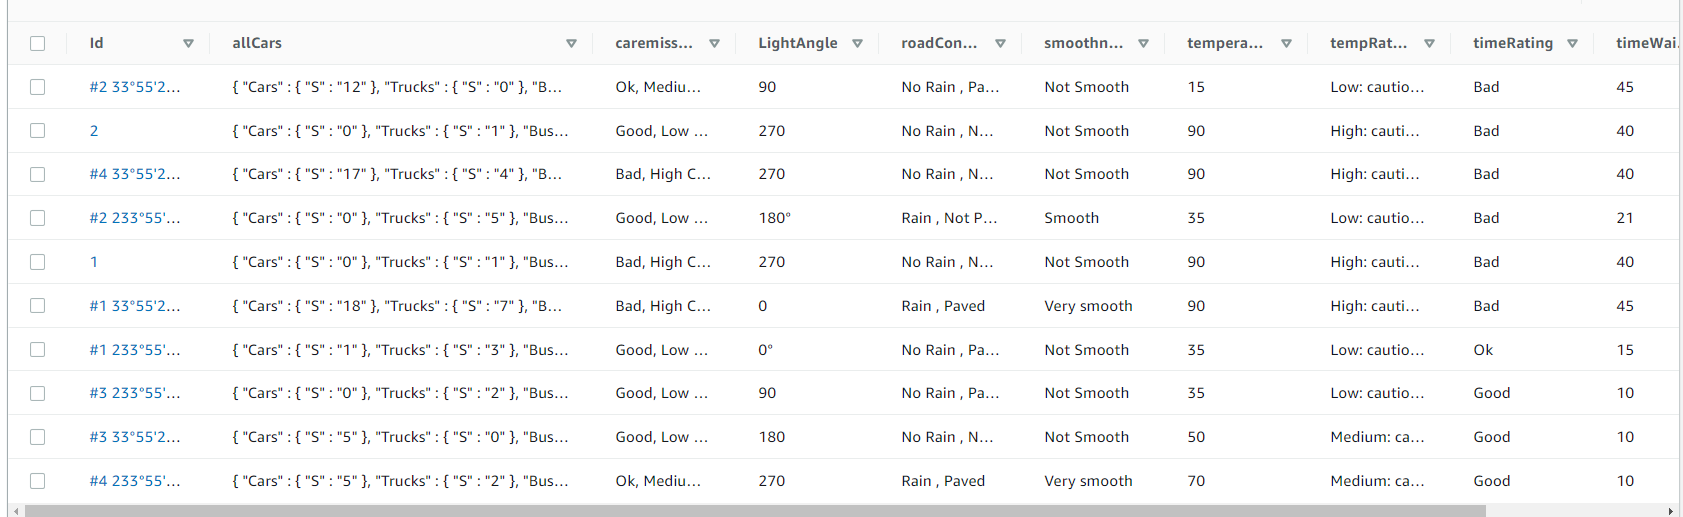 Id allCars caremiss... LightAngle roadCon... smoothn... tempera... tempRat... timeRating timeWai.
#2 33°55'2... { "Cars" : { "S" : "12" }, "Trucks" : { "S" : "0" }, "B... Ok, Mediu... 90 No Rain , Pa... Not Smooth 15 Low: cautio... Bad 45
2 { "Cars" : { "S" : "0" }, "Trucks" : { "S" : "1" }, "Bus... Good, Low ... 270 No Rain , N... Not Smooth 90 High: cauti... Bad 40
#4 33°55'2... { "Cars" : { "S" : "17" }, "Trucks" : { "S" : "4" }, "B... Bad, High C... 270 No Rain , N... Not Smooth 90 High: cauti... Bad 40
#2 233°55'... { "Cars" : { "S" : "0" }, "Trucks" : { "S" : "5" }, "Bus... Good, Low ... 180° Rain , Not P... Smooth 35 Low: cautio... Bad 21
1 { "Cars" : { "S" : "0" }, "Trucks" : { "S" : "1" }, "Bus... Bad, High C... 270 No Rain , N... Not Smooth 90 High: cauti... Bad 40
#1 33°55'2... { "Cars" : { "S" : "18" }, "Trucks" : { "S" : "7" }, "B... Bad, High C... 0 Rain , Paved Very smooth 90 High: cauti... Bad 45
#1 233°55'... { "Cars" : { "S" : "1" }, "Trucks" : { "S" : "3" }, "Bus... Good, Low ... 0° No Rain , Pa... Not Smooth 35 Low: cautio... Ok 15
#3 233°55'... { "Cars" : { "S" : "0" }, "Trucks" : { "S" : "2" }, "Bus... Good, Low ... 90 No Rain , Pa... Not Smooth 35 Low: cautio... Good 10
#3 33°55'2... { "Cars" : { "S" : "5" }, "Trucks" : { "S" : "0" }, "Bus... Good, Low ... 180 No Rain , N... Not Smooth 50 Medium: ca... Good 10
#4 233°55'... { "Cars" : { "S" : "5" }, "Trucks" : { "S" : "2" }, "Bus... Ok, Mediu... 270 Rain , Paved Very smooth 70 Medium: ca... Good 10